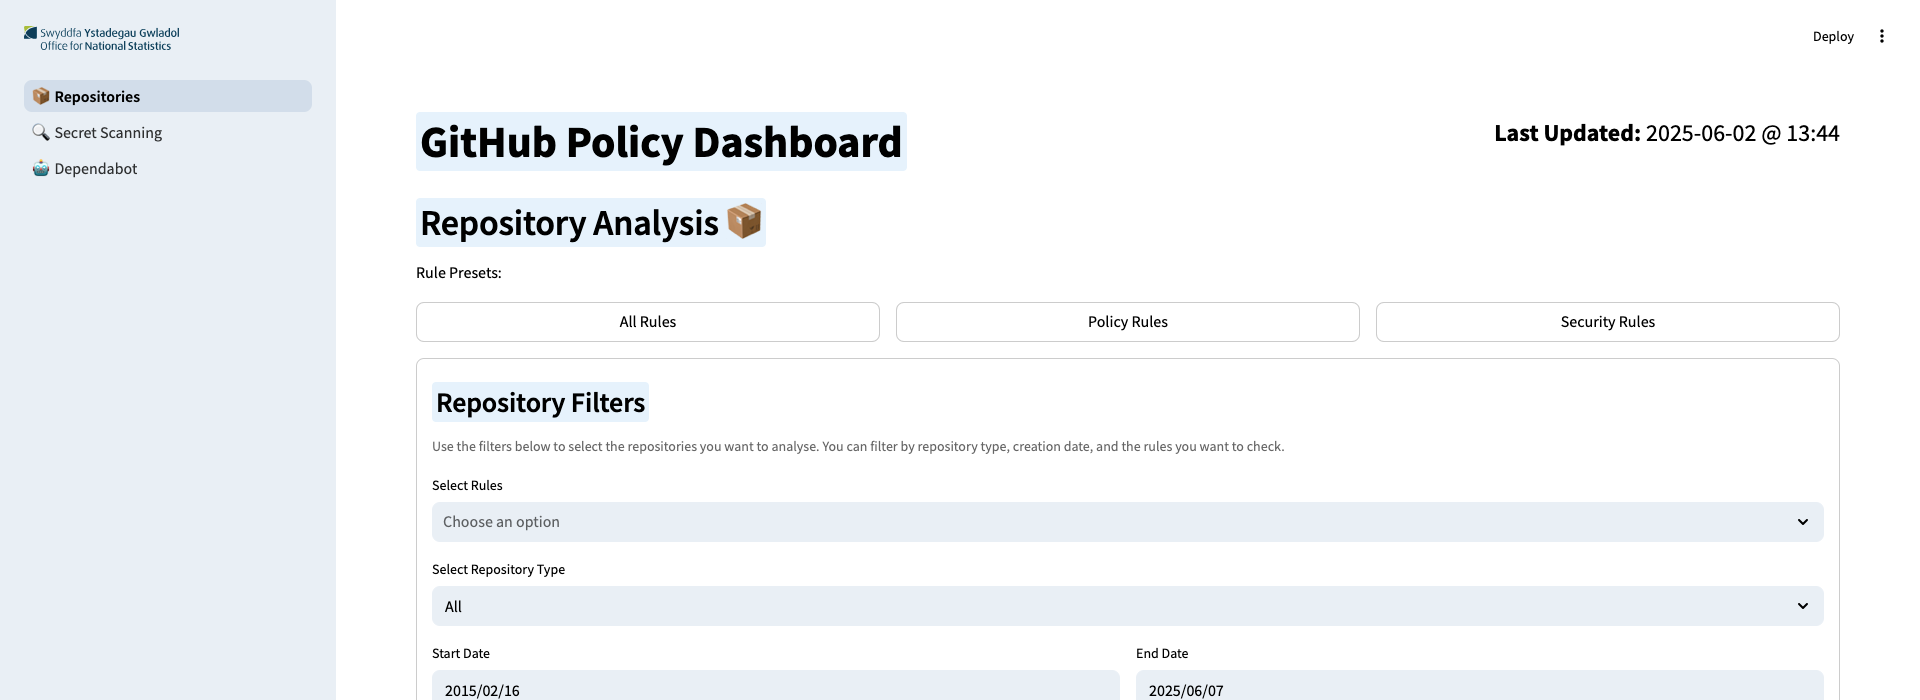 Swyddfa Ystadegau Gwladol
Office for National Statistics
Repositories
Secret Scanning
Dependabot
Deploy
GitHub Policy Dashboard
Last Updated: 2025-06-02 @ 13:44
Repository Analysis
Rule Presets:
All Rules
Policy Rules
Security Rules
Repository Filters
Use the filters below to select the repositories you want to analyse. You can filter by repository type, creation date, and the rules you want to check.
Select Rules
Choose an option
Select Repository Type
All
Start Date
End Date
2015/02/16
2025/06/07